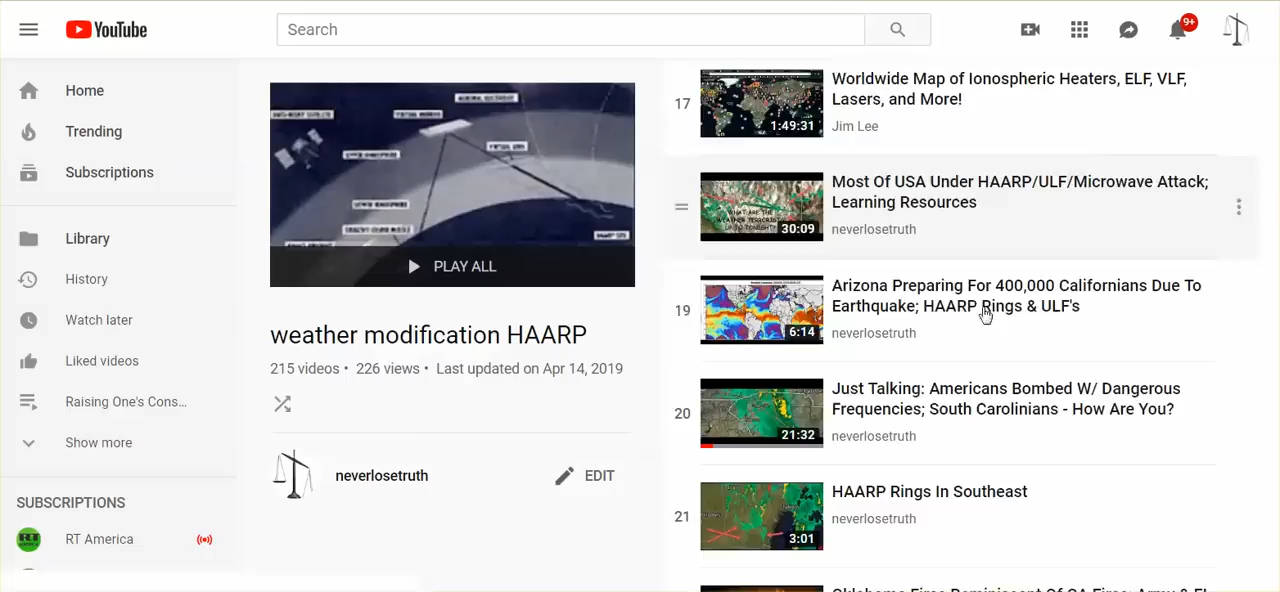 YouTube
Search
9+
Home
Trending
Subscriptions
Library
History
Watch later
Liked videos
Raising One's Cons...
Show more
SUBSCRIPTIONS
RT America
PLAY ALL
weather modification HAARP
215 videos • 226 views • Last updated on Apr 14, 2019
neverlosetruth
EDIT
17
1:49:31
Worldwide Map of Ionospheric Heaters, ELF, VLF,
Lasers, and More!
Jim Lee
30:09
Most Of USA Under HAARP/ULF/Microwave Attack;
Learning Resources
neverlosetruth
19
6:14
Arizona Preparing For 400,000 Californians Due To
Earthquake; HAARP Rings & ULF's
neverlosetruth
20
21:32
Just Talking: Americans Bombed W/ Dangerous
Frequencies; South Carolinians - How Are You?
neverlosetruth
21
3:01
HAARP Rings In Southeast
neverlosetruth